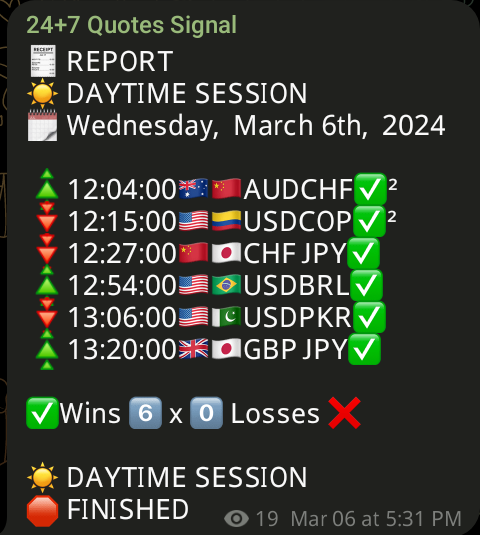 24+7 Quotes Signal
🧾 REPORT
☀️ DAYTIME SESSION
🗓 Wednesday, March 6th, 2024
12:04:00🇦🇺🇨🇳AUDCHF✅²
12:15:00🇺🇸🇨🇴USDCOP✅²
12:27:00🇨🇳🇯🇵CHF JPY✅
12:54:00🇺🇸🇧🇷USDBRL✅
13:06:00🇺🇸🇵🇰USDPKR✅
13:20:00🇬🇧🇯🇵GBP JPY✅
✅Wins 6️⃣ x 0️⃣ Losses ❌
☀️ DAYTIME SESSION
🛑 FINISHED
19 Mar 06 at 5:31 PM